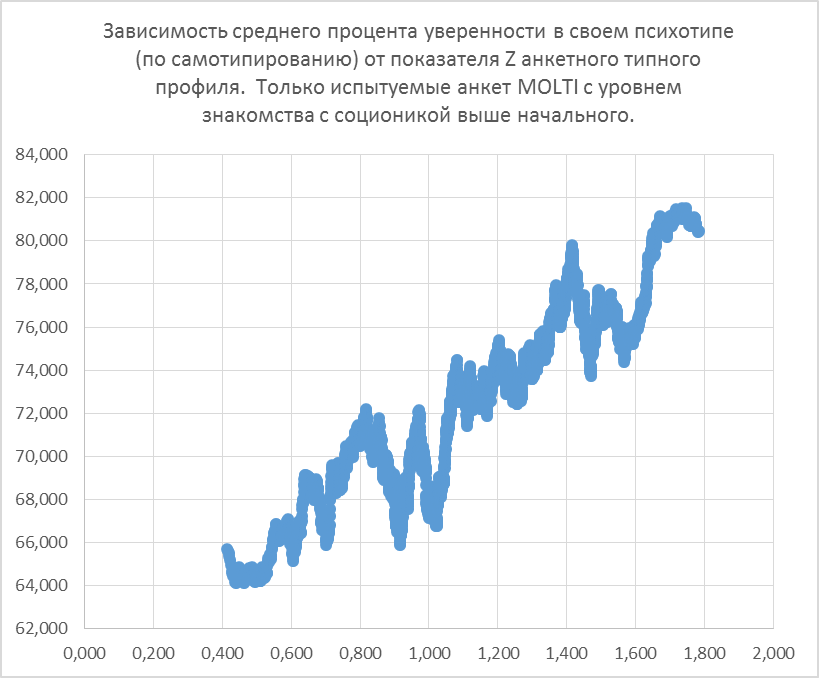 Зависимость среднего процента уверенности в своем психотипе
(по самотипированию) от показателя Z анкетного типного
профиля.  Только испытуемые анкет MOLTI с уровнем
знакомства с соционикой выше начального.
84,000
82,000
80,000
78,000
76,000
74,000
72,000
70,000
68,000
66,000
64,000
62,000
0,000 0,200 0,400 0,600 0,800 1,000 1,200 1,400 1,600 1,800 2,000